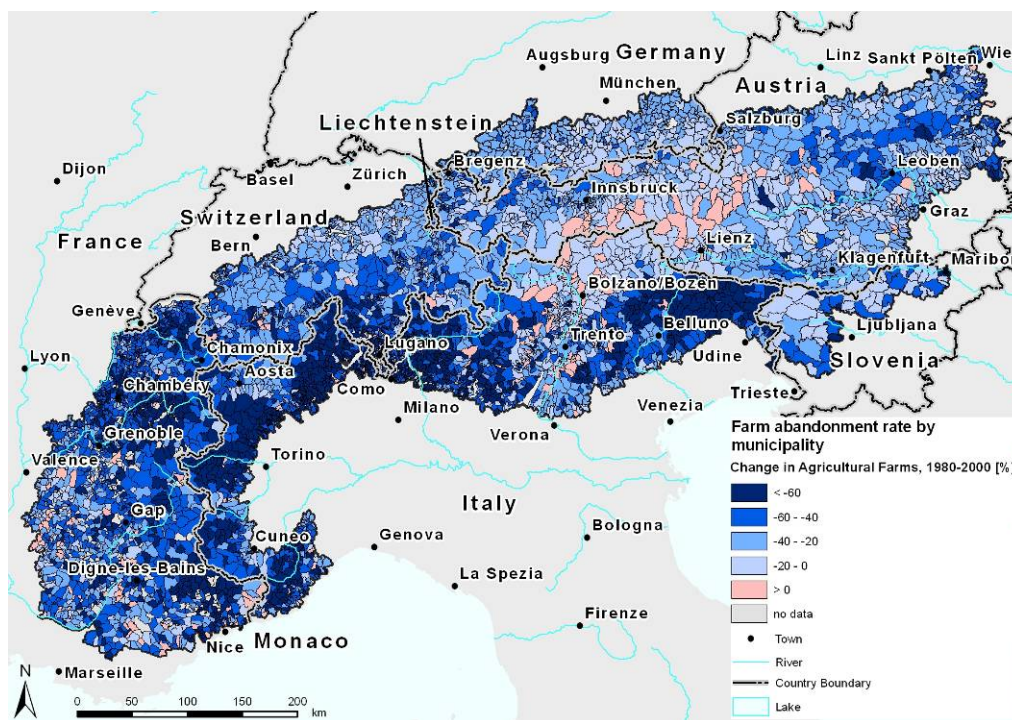 Augsburg
Germany
Linz
Sankt Pölten
Wie
München
Austria
Salzburg
Liechtenstein
Dijon
Basel
Zürich
Bregenz
Innsbruck
Leoben
Switzerland
France
Bern
Graz
Lienz
Klagenfurt
Maribor
Bolzano/Bozen
Genève
Ljubljana
Belluno
Trento
Lugano
Chamonix
Slovenia
Lyon
Aosta
Udine
Chambéry
Como
Trieste
Milano
Venezia
Verona
Grenoble
Valence
Torino
Italy
Gap
Cuneo
Bologna
Genova
Digne-les-Bains
La Spezia
Firenze
Monaco
Nice
Marseille
N
0 50 100 150 200
km
Farm abandonment rate by
municipality
Change in Agricultural Farms, 1980-2000 [%]
< -60
-60 - -40
-40 - -20
-20 - 0
> 0
no data
Town
River
Country Boundary
Lake